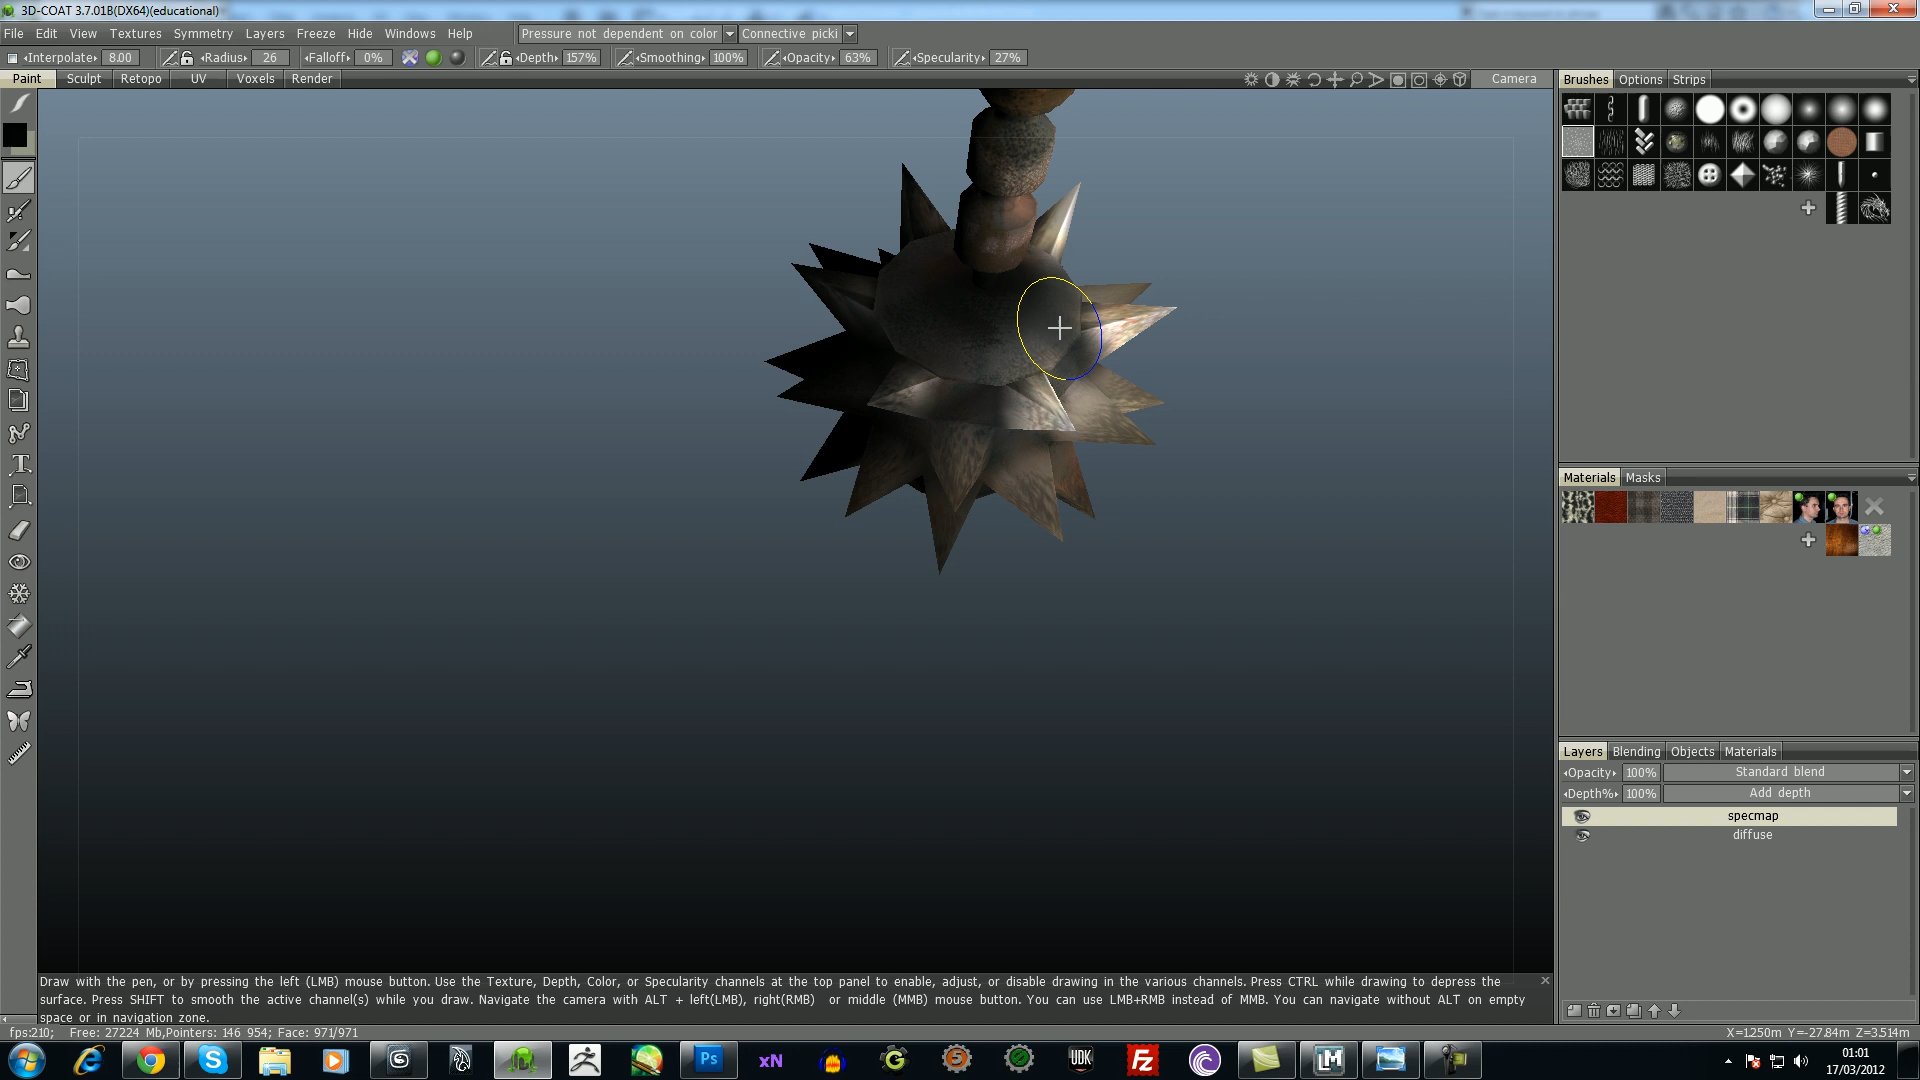 3D-COAT 3.7.01B(DX64)(educational)
File Edit View Textures Symmetry Layers Freeze Hide Windows Help Pressure not dependent on color Connective picki
Interpolate 8.00 Radius 26 Falloff 0% Depth 157% Smoothing 100% Opacity 63% Specularity 27%
Paint Sculpt Retopo UV Voxels Render Camera Brushes Options Strips
Materials Masks
Layers Blending Objects Materials
Opacity 100% Standard blend
Depth% 100% Add depth
specmap
diffuse
Draw with the pen, or by pressing the left (LMB) mouse button. Use the Texture, Depth, Color, or Specularity channels at the top panel to enable, adjust, or disable drawing in the various channels. Press CTRL while drawing to depress the
surface. Press SHIFT to smooth the active channel(s) while you draw. Navigate the camera with ALT + left(LMB), right(RMB) or middle (MMB) mouse button. You can use LMB+RMB instead of MMB. You can navigate without ALT on empty
space or in navigation zone.
fps:210; Free: 27224 Mb,Pointers: 146 954; Face: 971/971 X=1.250m Y=-27.84m Z=3.514m
Ps xN G 5 UDK Fz LM
01:01
17/03/2012